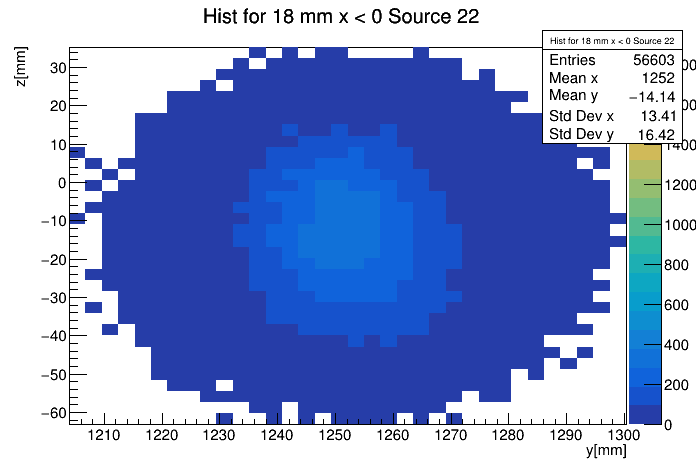 Hist for 18 mm x < 0 Source 22
z[mm]
Hist for 18 mm x < 0 Source 22
Entries 56603
Mean x 1252
Mean y −14.14
Std Dev x 13.41
Std Dev y 16.42
30
20
10
0
−10
−20
−30
−40
−50
−60
1400
1200
1000
800
600
400
200
0
1210 1220 1230 1240 1250 1260 1270 1280 1290 1300
y[mm]